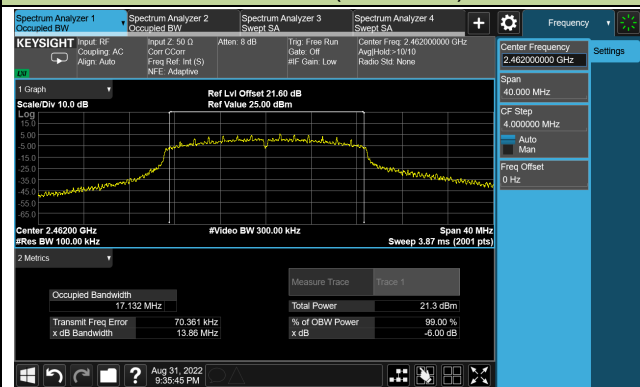 Spectrum Analyzer 1
Occupied BW
Spectrum Analyzer 2
Occupied BW
Spectrum Analyzer 3
Swept SA
Spectrum Analyzer 4
Swept SA
+
Frequency
KEYSIGHT
Input: RF
Coupling: AC
Align: Auto
Input Z: 50 Ω
Corr CCorr
Freq Ref: Int (S)
NFE: Adaptive
Atten: 8 dB
Trig: Free Run
Gate: Off
#IF Gain: Low
Center Freq: 2.462000000 GHz
Avg|Hold:>10/10
Radio Std: None
LXI
Center Frequency
2.462000000 GHz
Settings
Span
40.000 MHz
CF Step
4.000000 MHz
Auto
Man
Freq Offset
0 Hz
1 Graph
Scale/Div 10.0 dB
Ref Lvl Offset 21.60 dB
Ref Value 25.00 dBm
Log
15.0
5.00
-5.00
-15.0
-25.0
-35.0
-45.0
-55.0
-65.0
Center 2.46200 GHz
#Res BW 100.00 kHz
#Video BW 300.00 kHz
Span 40 MHz
Sweep 3.87 ms (2001 pts)
2 Metrics
Measure Trace
Trace 1
Occupied Bandwidth
17.132 MHz
Total Power
21.3 dBm
Transmit Freq Error
70.361 kHz
% of OBW Power
99.00 %
x dB Bandwidth
13.86 MHz
x dB
-6.00 dB
?
Aug 31, 2022
9:35:45 PM